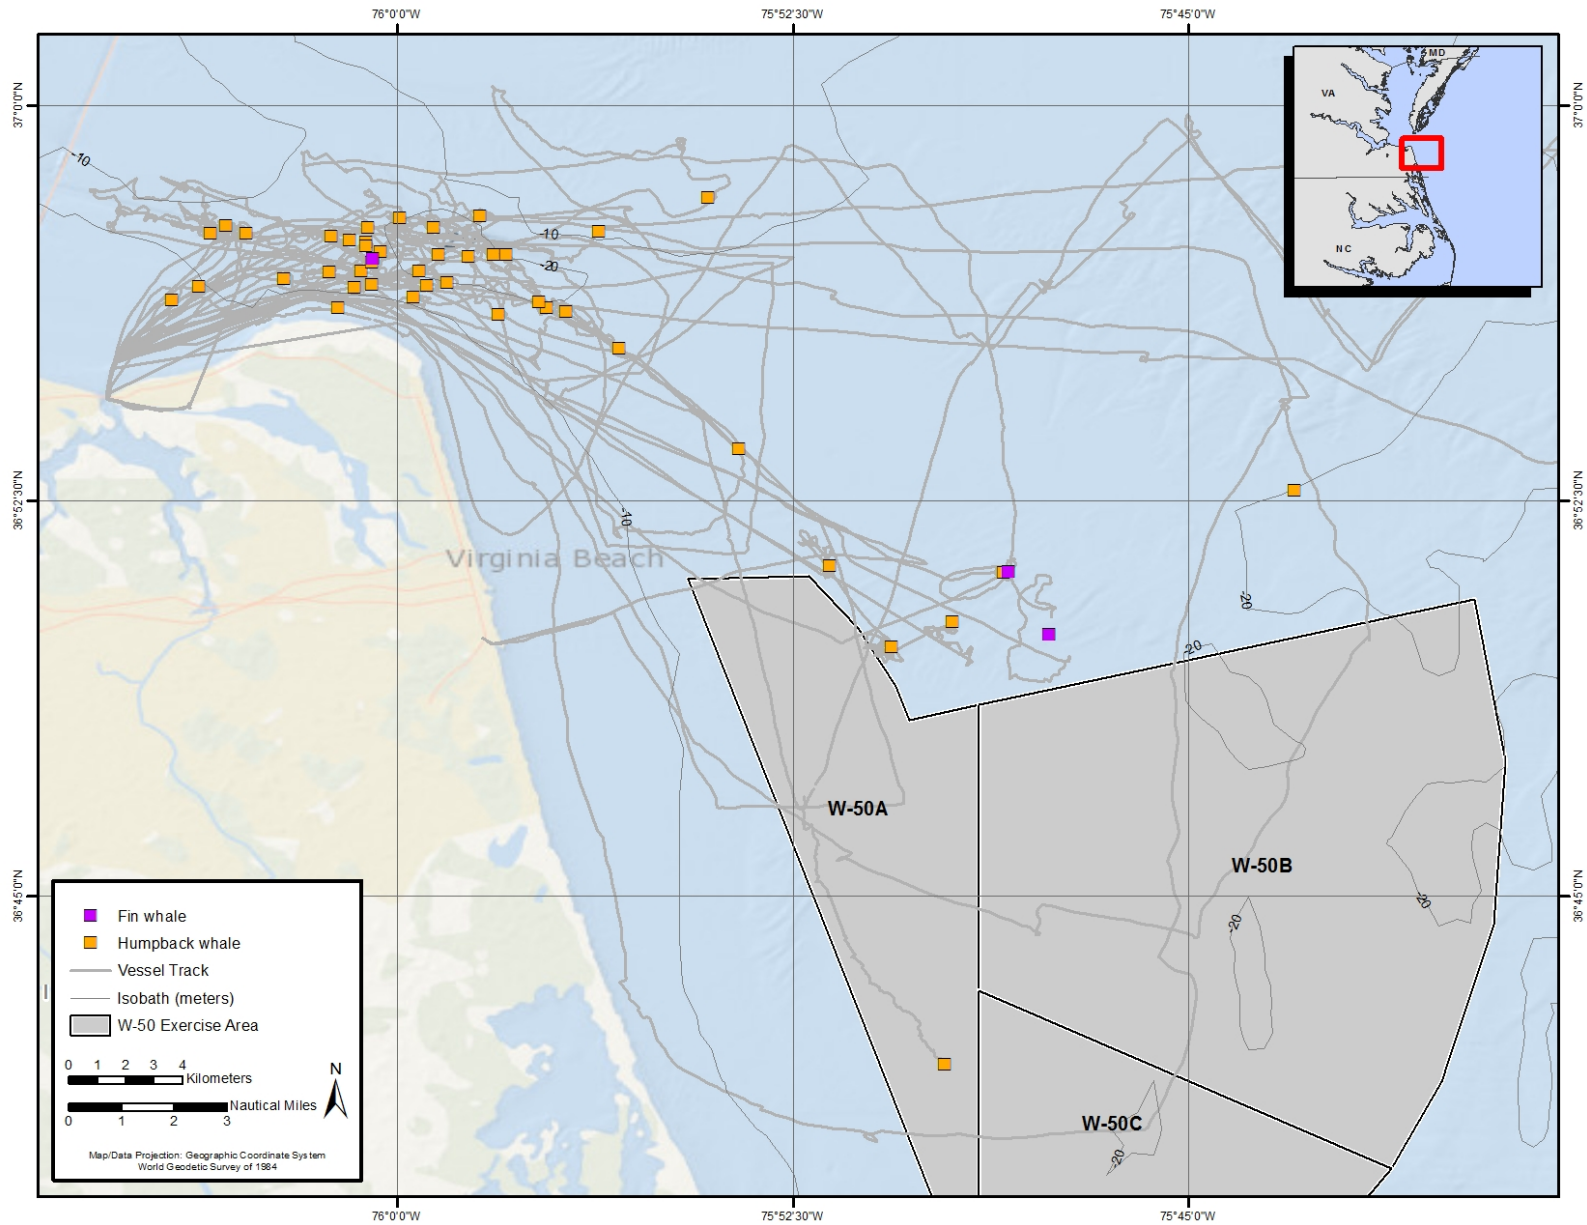 76°0'0"W
75°52'30"W
75°45'0"W
37°0'0"N
37°0'0"N
MD
VA
NC
-10
-10
-20
36°52'30"N
36°52'30"N
-10
Virginia Beach
-20
-20
W-50A
W-50B
36°45'0"N
36°45'0"N
-20
-20
Fin whale
Humpback whale
Vessel Track
Isobath (meters)
W-50 Exercise Area
0 1 2 3 4
Kilometers
N
Nautical Miles
0 1 2 3
W-50C
-20
Map/Data Projection: Geographic Coordinate System
World Geodetic Survey of 1984
76°0'0"W
75°52'30"W
75°45'0"W